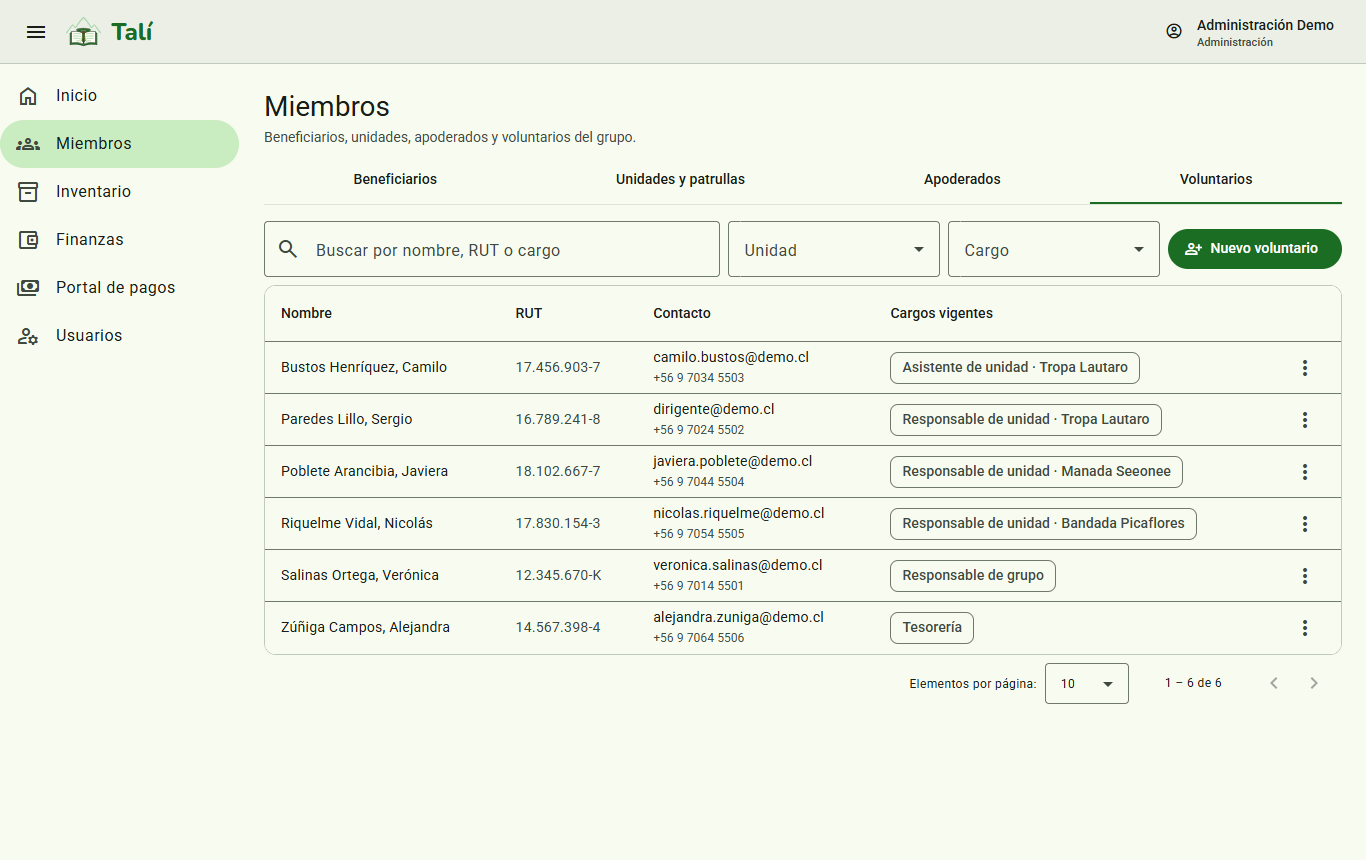 Talí
Administración Demo
Administración
Inicio
Miembros
Inventario
Finanzas
Portal de pagos
Usuarios
Miembros
Beneficiarios, unidades, apoderados y voluntarios del grupo.
Beneficiarios
Unidades y patrullas
Apoderados
Voluntarios
Buscar por nombre, RUT o cargo
Unidad
Cargo
Nuevo voluntario
Nombre RUT Contacto Cargos vigentes
Bustos Henríquez, Camilo 17.456.903-7 camilo.bustos@demo.cl Asistente de unidad · Tropa Lautaro
+56 9 7034 5503
Paredes Lillo, Sergio 16.789.241-8 dirigente@demo.cl Responsable de unidad · Tropa Lautaro
+56 9 7024 5502
Poblete Arancibia, Javiera 18.102.667-7 javiera.poblete@demo.cl Responsable de unidad · Manada Seeonee
+56 9 7044 5504
Riquelme Vidal, Nicolás 17.830.154-3 nicolas.riquelme@demo.cl Responsable de unidad · Bandada Picaflores
+56 9 7054 5505
Salinas Ortega, Verónica 12.345.670-K veronica.salinas@demo.cl Responsable de grupo
+56 9 7014 5501
Zúñiga Campos, Alejandra 14.567.398-4 alejandra.zuniga@demo.cl Tesorería
+56 9 7064 5506
Elementos por página: 10 1 – 6 de 6